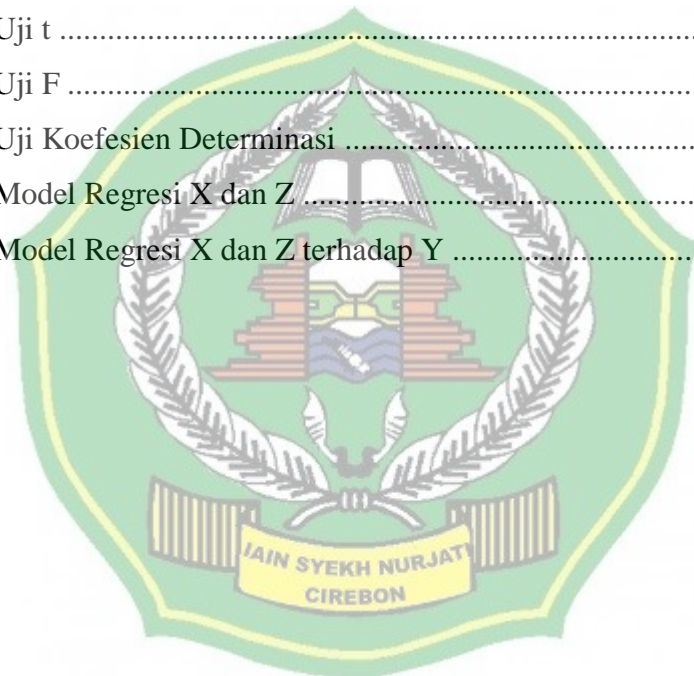 Uji t ................................................................................
Uji F ...............................................................................
Uji Koefesien Determinasi .............................................
Model Regresi X dan Z ..................................................
Model Regresi X dan Z terhadap Y ...............................
IAIN SYEKH NURJATI
CIREBON